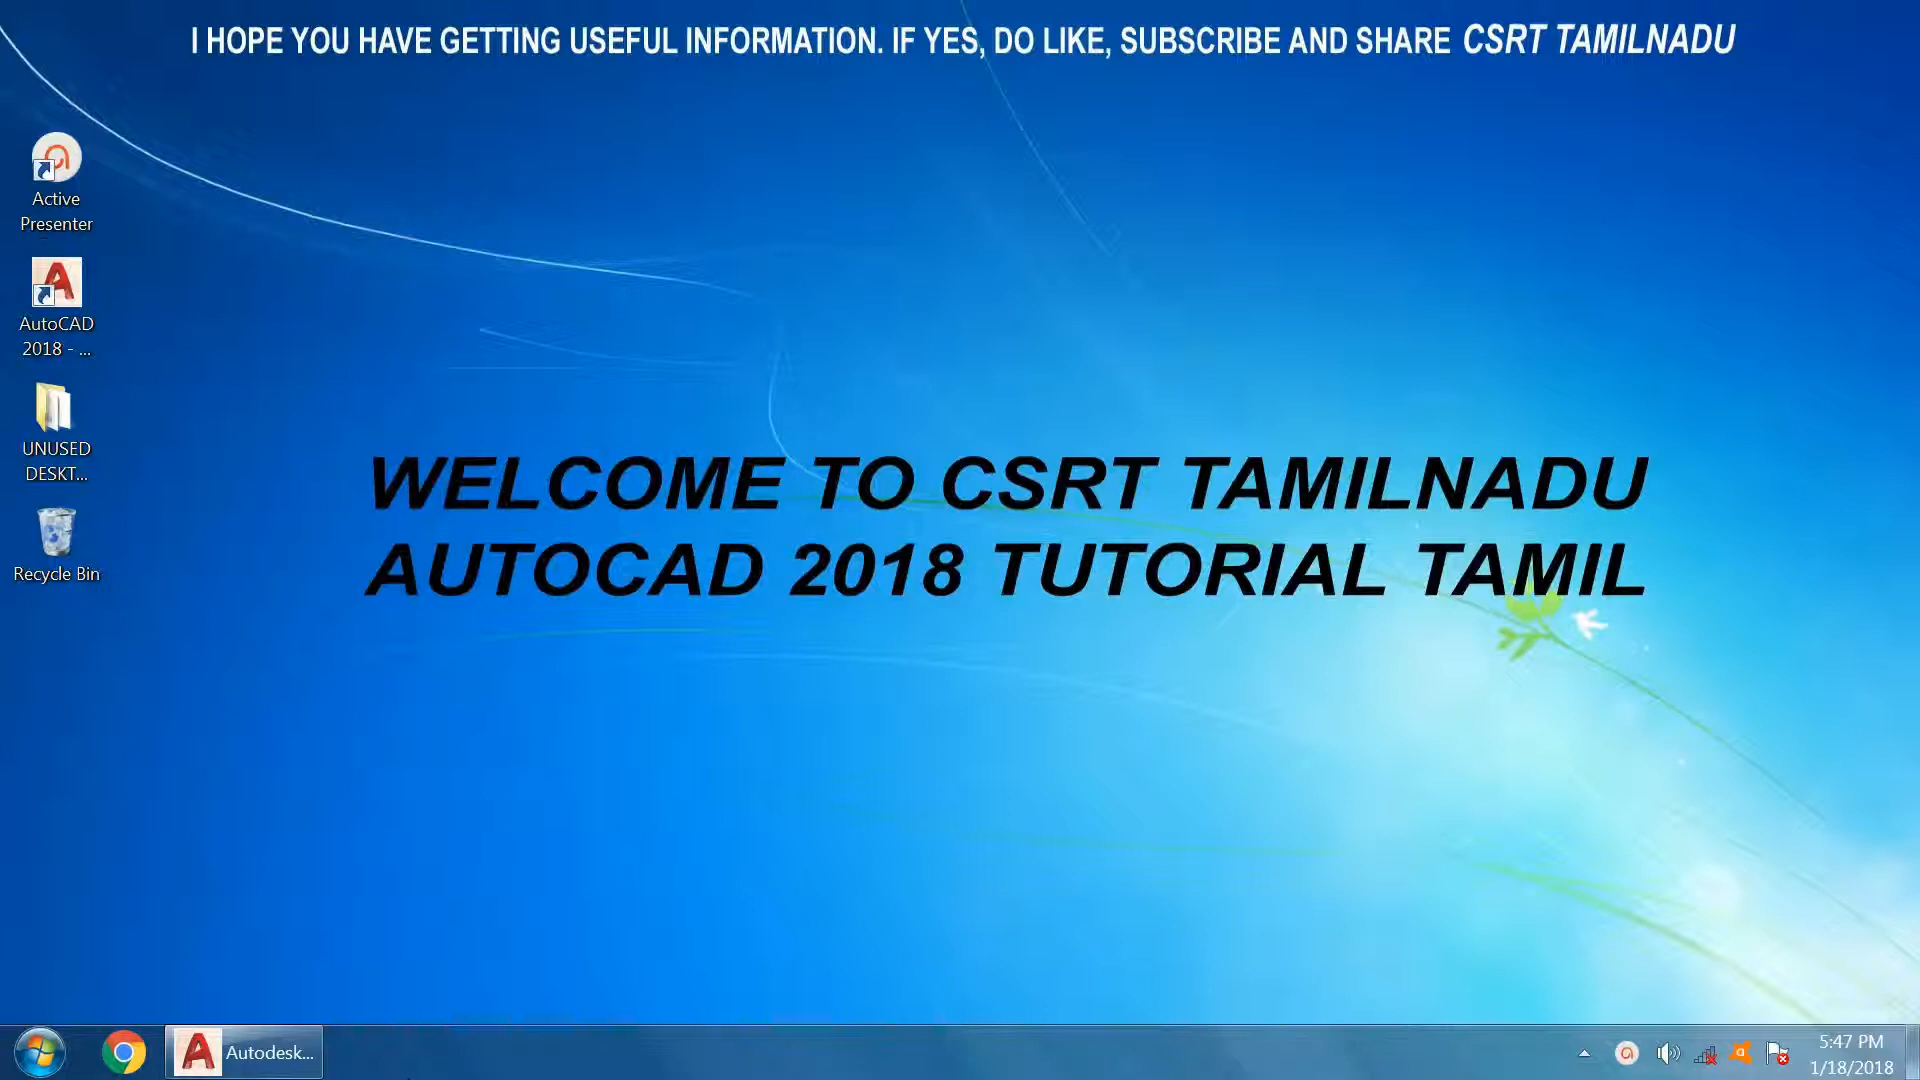 I HOPE YOU HAVE GETTING USEFUL INFORMATION. IF YES, DO LIKE, SUBSCRIBE AND SHARE CSRT TAMILNADU
Active
Presenter
AutoCAD
2018 - ...
UNUSED
DESKT...
Recycle Bin
WELCOME TO CSRT TAMILNADU
AUTOCAD 2018 TUTORIAL TAMIL
Autodesk...
5:47 PM
1/18/2018